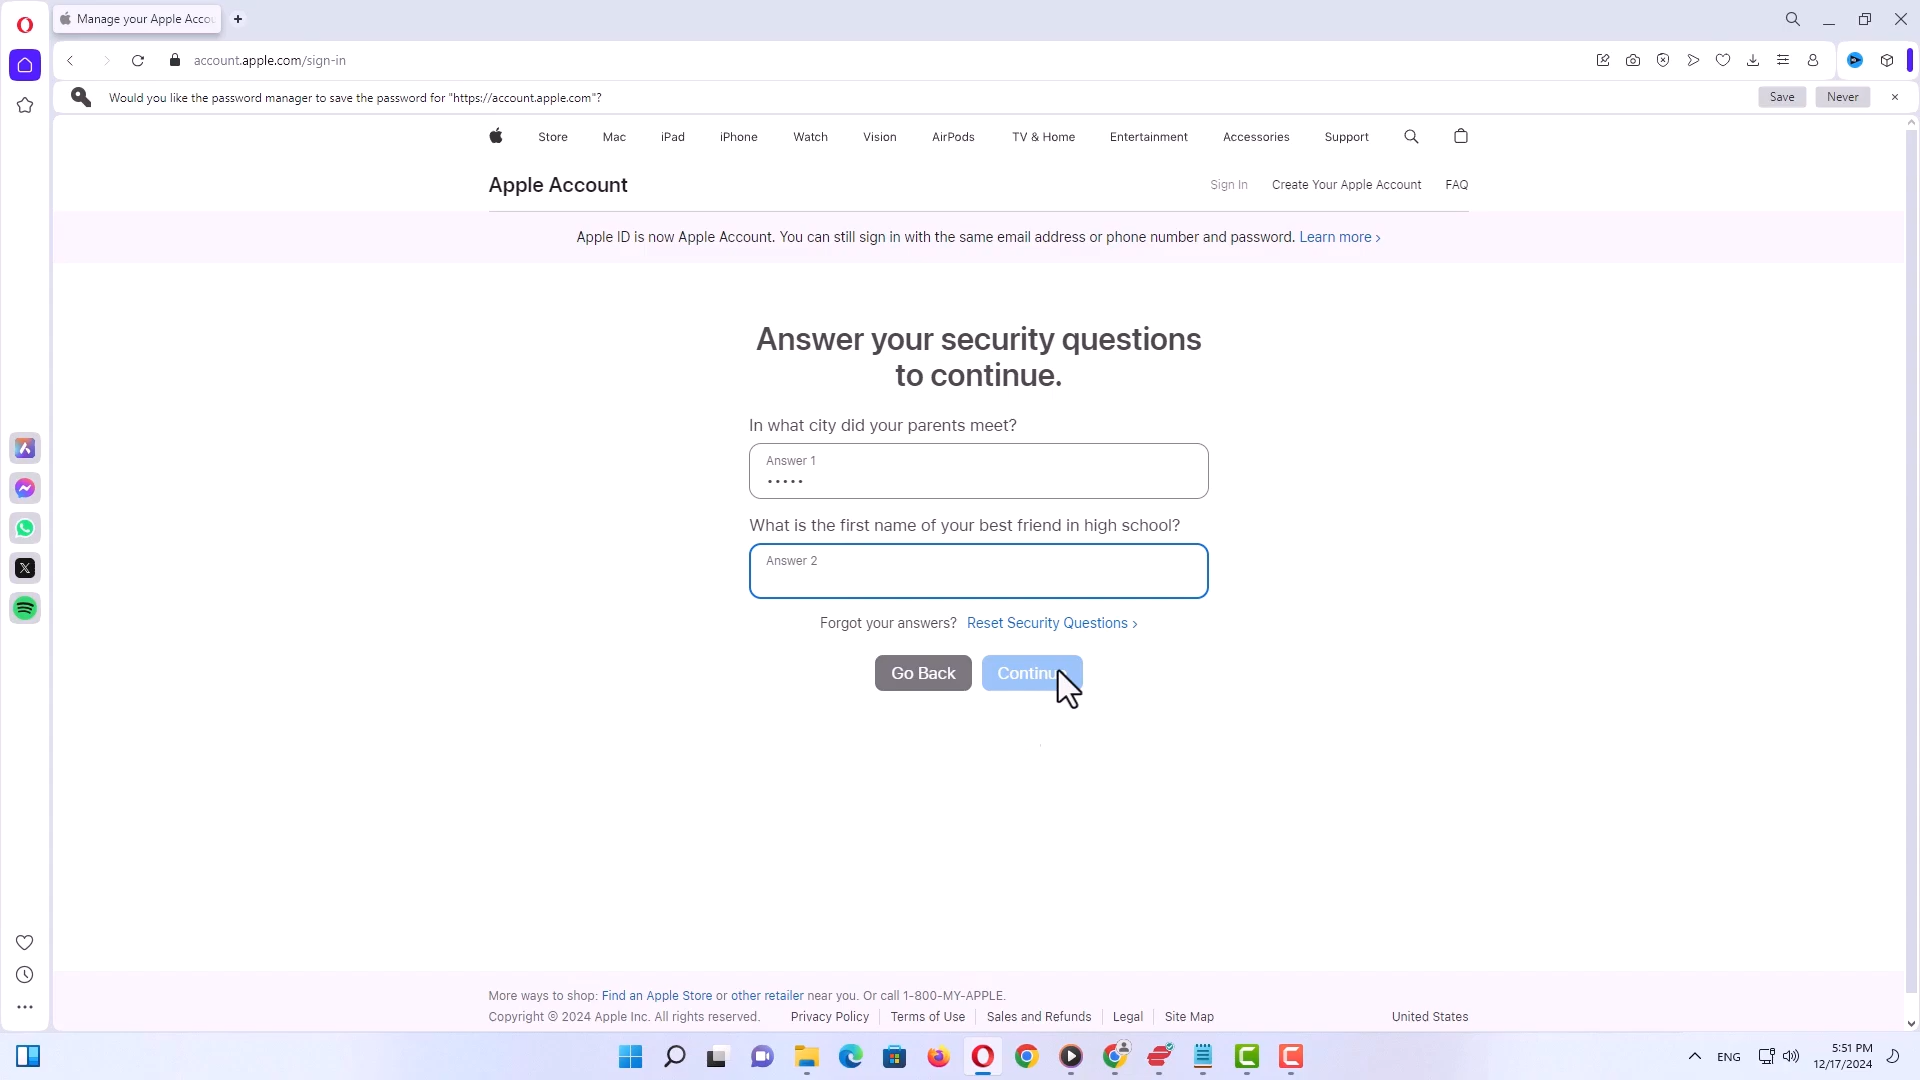 Manage your Apple Accou
account.apple.com/sign-in
Would you like the password manager to save the password for "https://account.apple.com"?
Save
Never
Store
Mac
iPad
iPhone
Watch
Vision
AirPods
TV & Home
Entertainment
Accessories
Support
Apple Account
Sign In
Create Your Apple Account
FAQ
Apple ID is now Apple Account. You can still sign in with the same email address or phone number and password. Learn more >
Answer your security questions
to continue.
In what city did your parents meet?
Answer 1
•••••
What is the first name of your best friend in high school?
Answer 2
Forgot your answers? Reset Security Questions >
Go Back
Continu
More ways to shop: Find an Apple Store or other retailer near you. Or call 1-800-MY-APPLE.
Copyright © 2024 Apple Inc. All rights reserved.
Privacy Policy
Terms of Use
Sales and Refunds
Legal
Site Map
United States
ENG
5:51 PM
12/17/2024